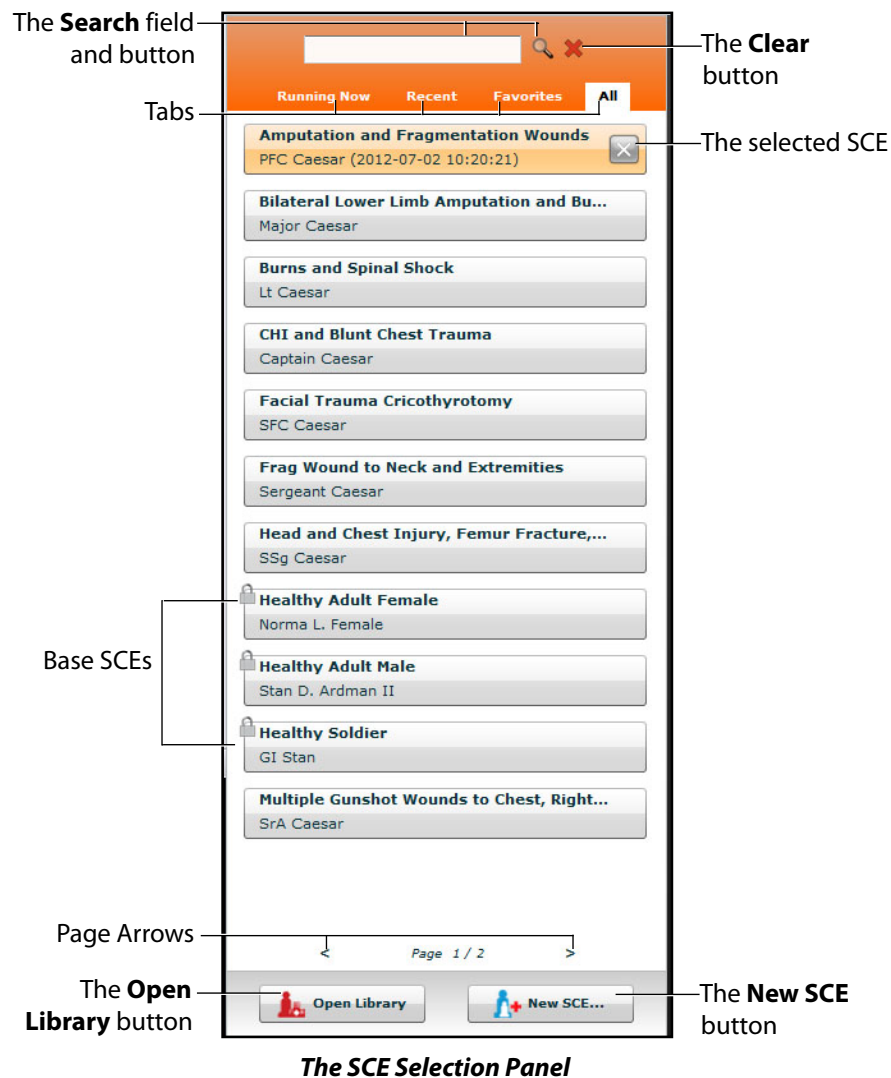 The Search field
and button
The Clear
button
Running Now Recent Favorites All
Tabs
Amputation and Fragmentation Wounds
PFC Caesar (2012-07-02 10:20:21)
The selected SCE
Bilateral Lower Limb Amputation and Bu...
Major Caesar
Burns and Spinal Shock
Lt Caesar
CHI and Blunt Chest Trauma
Captain Caesar
Facial Trauma Cricothyrotomy
SFC Caesar
Frag Wound to Neck and Extremities
Sergeant Caesar
Head and Chest Injury, Femur Fracture,...
SSg Caesar
Healthy Adult Female
Norma L. Female
Base SCEs
Healthy Adult Male
Stan D. Ardman II
Healthy Soldier
GI Stan
Multiple Gunshot Wounds to Chest, Right...
SrA Caesar
Page Arrows
< Page 1 / 2 >
The Open
Library button
Open Library
New SCE...
The New SCE
button
The SCE Selection Panel